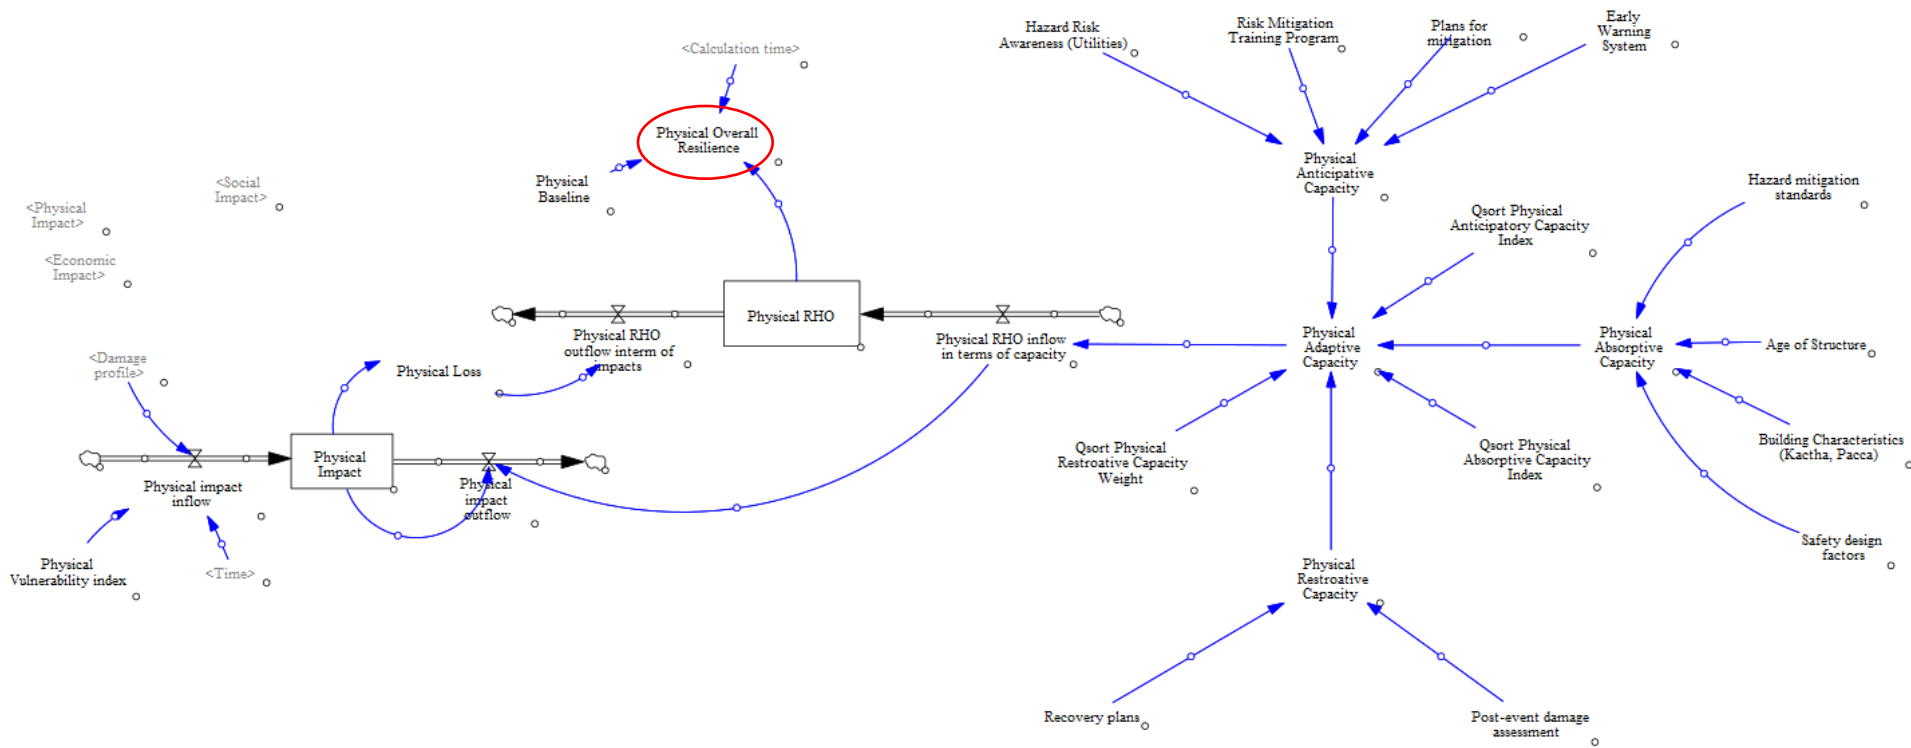 Hazard Risk
Awareness (Utilities)
Risk Mitigation
Training Program
Plans for
mitigation
Early
Warning
System
<Calculation time>
Physical Overall
Resilience
Physical
Baseline
<Social
Impact>
<Physical
Impact>
<Economic
Impact>
Physical
Anticipative
Capacity
Hazard mitigation
standards
Qsort Physical
Anticipatory Capacity
Index
Physical RHO
Physical RHO
outflow interm of
impacts
Physical RHO inflow
in terms of capacity
Physical
Adaptive
Capacity
Physical
Absorptive
Capacity
Age of Structure
<Damage
profile>
Physical Loss
Physical
Impact
Physical impact
inflow
Physical
impact
outflow
Qsort Physical
Restroative Capacity
Weight
Qsort Physical
Absorptive Capacity
Index
Building Characteristics
(Kactha, Pacca)
Physical
Vulnerability index
<Time>
Safety design
factors
Physical
Restroative
Capacity
Recovery plans
Post-event damage
assessment